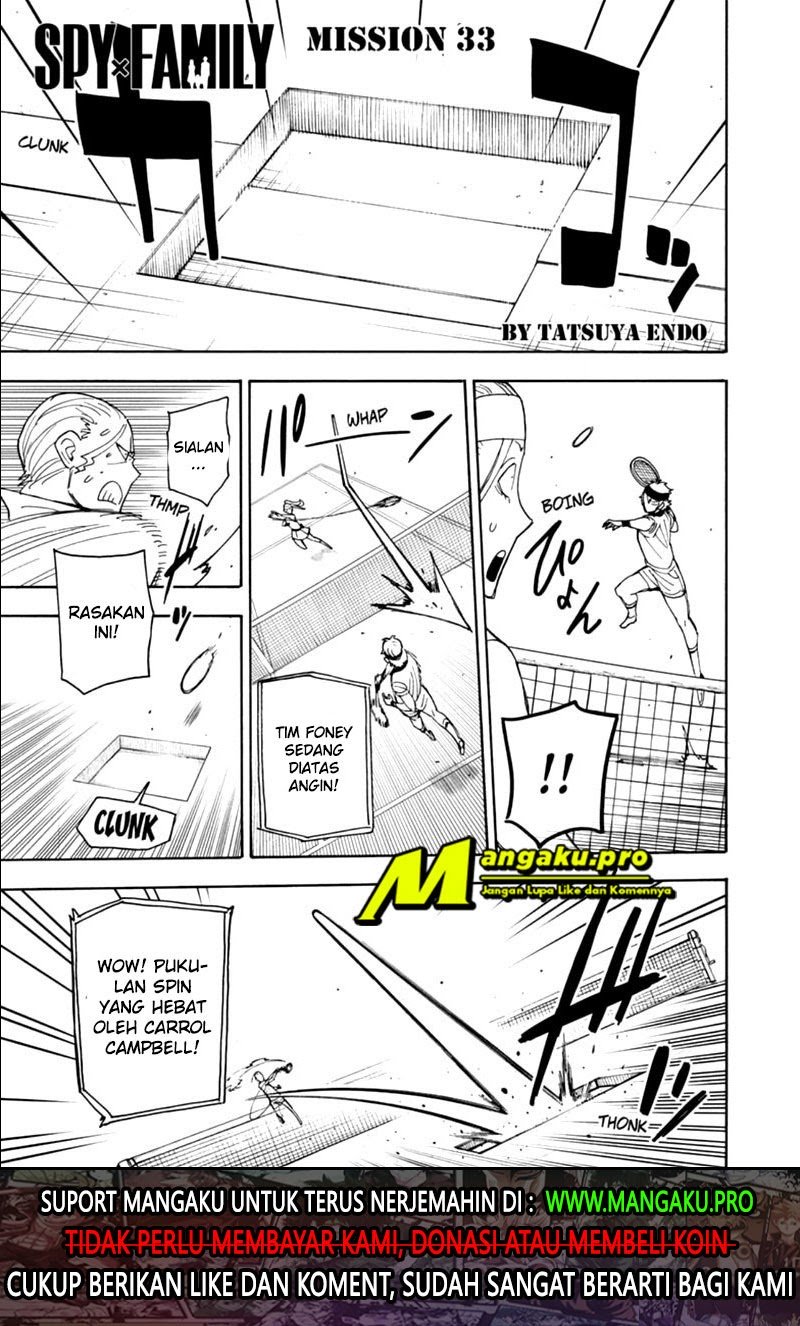 SPY×FAMILY
MISSION 33
CLUNK
BY TATSUYA ENDO
BOING
ぴょん
!!
WHAP
TIM FONEY
SEDANG
DIATAS
ANGIN!
SIALAN
...
THMP
RASAKAN
INI!
CLUNK
Mangaku.pro
Jangan Lupa Like dan Komennya
WOW! PUKU-
LAN SPIN
YANG HEBAT
OLEH CARROL
CAMPBELL!
THONK
SUPORT MANGAKU UNTUK TERUS NERJEMAHIN DI : WWW.MANGAKU.PRO
TIDAK PERLU MEMBAYAR KAMI, DONASI ATAU MEMBELI KOIN
CUKUP BERIKAN LIKE DAN KOMENT, SUDAH SANGAT BERARTI BAGI KAMI